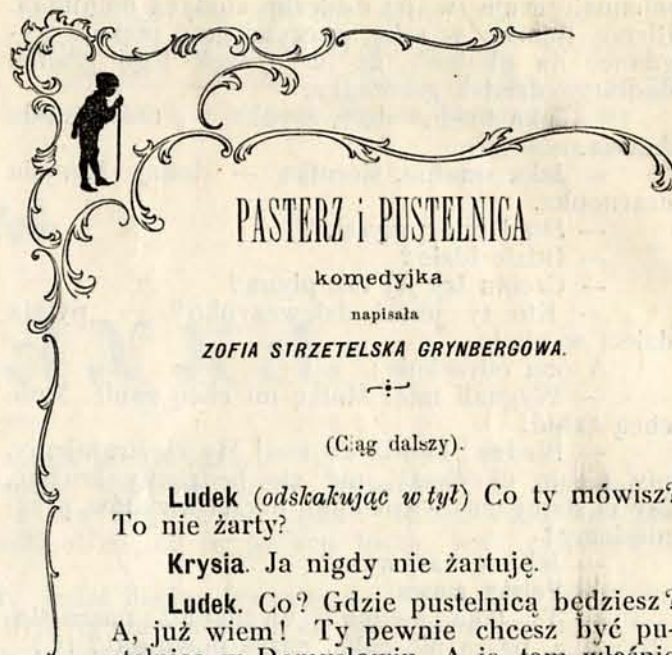 PASTERZ i PUSTELNICA
komedyjka
napisała
ZOFIA STRZETELSKA GRYNBERGOWA.
(Ciąg dalszy).
Ludek (odskakując w tył) Co ty mówisz?
To nie żarty?
Krysia. Ja nigdy nie żartuję.
Ludek. Co? Gdzie pustelnicą będziesz?
A, już wiem! Ty pewnie chcesz być pu-